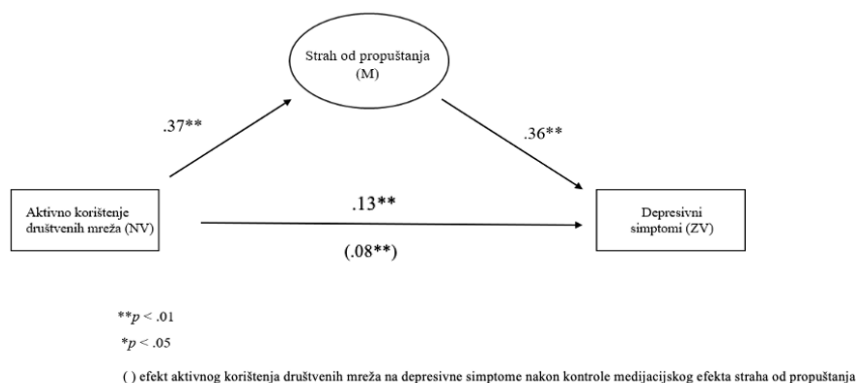 Strah od propuštanja
(M)
.37**
.36**
Aktivno korištenje
društvenih mreža (NV)
.13**
(.08**)
Depresivni
simptomi (ZV)
**p < .01
*p < .05
( ) efekt aktivnog korištenja društvenih mreža na depresivne simptome nakon kontrole medijacijskog efekta straha od propuštanja